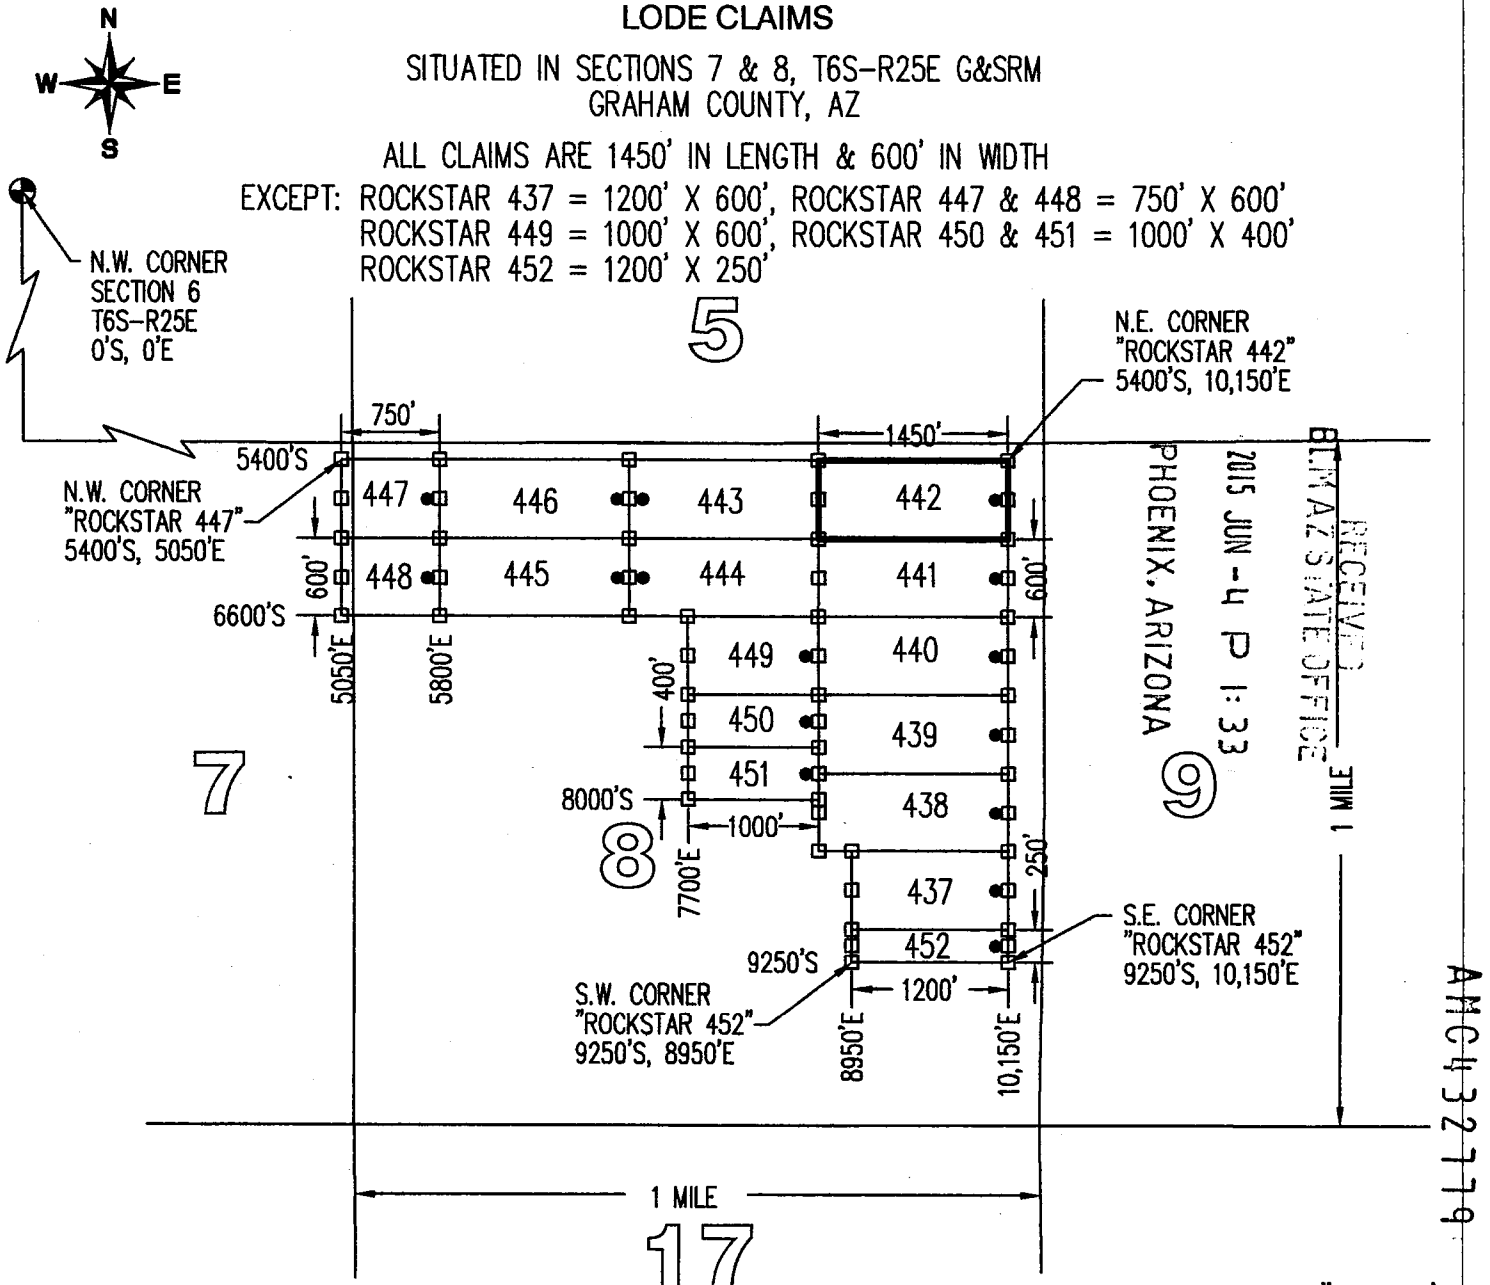 LODE CLAIMS
SITUATED IN SECTIONS 7 & 8, T6S-R25E G&SRM
GRAHAM COUNTY, AZ
ALL CLAIMS ARE 1450' IN LENGTH & 600' IN WIDTH
EXCEPT: ROCKSTAR 437 = 1200' X 600', ROCKSTAR 447 & 448 = 750' X 600'
ROCKSTAR 449 = 1000' X 600', ROCKSTAR 450 & 451 = 1000' X 400'
ROCKSTAR 452 = 1200' X 250'
N
W
E
S
N.W. CORNER
SECTION 6
T6S-R25E
0'S, 0'E
5
N.E. CORNER
"ROCKSTAR 442"
5400'S, 10,150'E
750'
1450'
5400'S
N.W. CORNER
"ROCKSTAR 447"
5400'S, 5050'E
447
446
443
442
600'
448
445
444
441
600'
6600'S
5050'E
5800'E
449
440
400'
450
439
451
438
8000'S
1000'
7
8
9
7700'E
250'
437
452
9250'S
1200'
S.W. CORNER
"ROCKSTAR 452"
9250'S, 8950'E
8950'E
10,150'E
S.E. CORNER
"ROCKSTAR 452"
9250'S, 10,150'E
RECEIVED
BLM AZ STATE OFFICE
2015 JUN -4 P 1:33
PHOENIX, ARIZONA
1 MILE
AMC432779
1 MILE
17